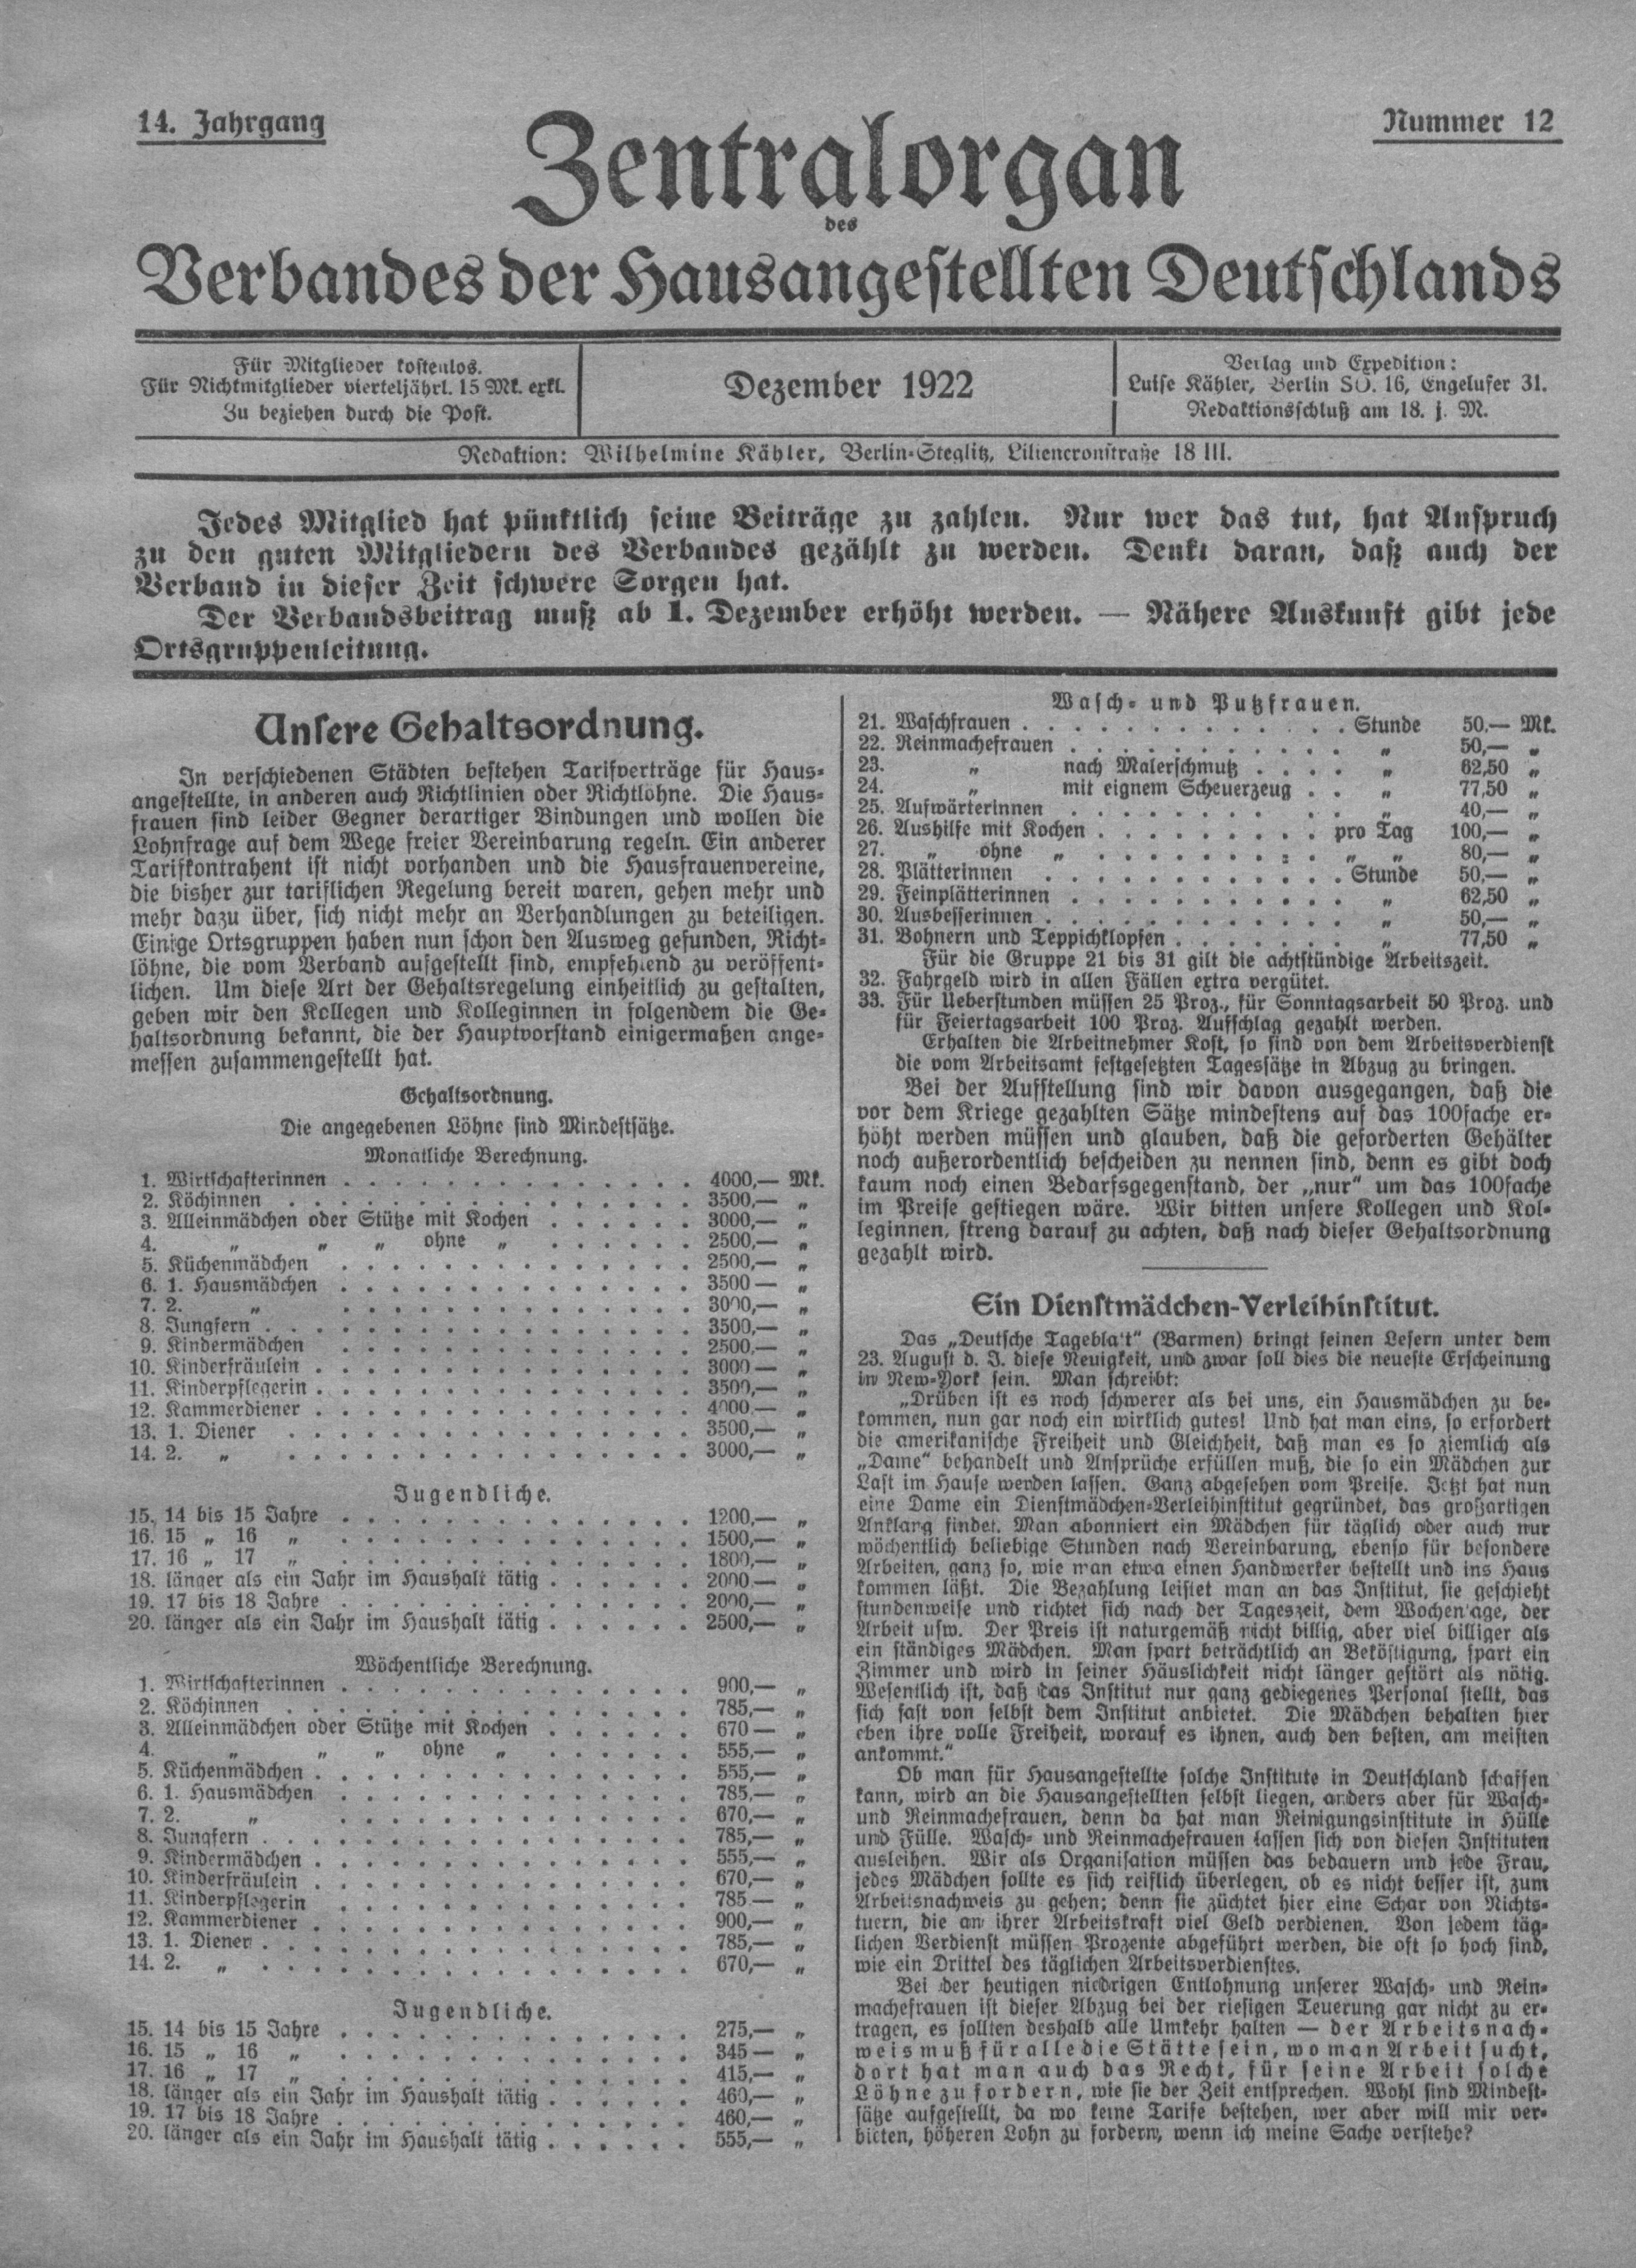 14. Jahrgang
Nummer 12
Zentralorgan
des
Verbandes der Hausangestellten Deutschlands
Für Mitglieder kostenlos.
Für Nichtmitglieder vierteljährl. 15 Mk. exkl.
Zu beziehen durch die Post.
Dezember 1922
Verlag und Expedition:
Luise Kähler, Berlin SO. 16, Engelufer 31.
Redaktionsschluß am 18. j. M.
Redaktion: Wilhelmine Kähler, Berlin-Steglitz, Liliencronstraße 18 III.
Jedes Mitglied hat pünktlich seine Beiträge zu zahlen. Nur wer das tut, hat Anspruch
zu den guten Mitgliedern des Verbandes gezählt zu werden. Denkt daran, daß auch der
Verband in dieser Zeit schwere Sorgen hat.
Der Verbandsbeitrag muß ab 1. Dezember erhöht werden. — Nähere Auskunft gibt jede
Ortsgruppenleitung.
Unsere Gehaltsordnung.
In verschiedenen Städten bestehen Tarifverträge für Haus-
angestellte, in anderen auch Richtlinien oder Richtlöhne. Die Haus-
frauen sind leider Gegner derartiger Bindungen und wollen die
Lohnfrage auf dem Wege freier Vereinbarung regeln. Ein anderer
Tarifkontrahent ist nicht vorhanden und die Hausfrauenvereine,
die bisher zur tariflichen Regelung bereit waren, gehen mehr und
mehr dazu über, sich nicht mehr an Verhandlungen zu beteiligen.
Einige Ortsgruppen haben nun schon den Ausweg gefunden, Richt-
löhne, die vom Verband aufgestellt sind, empfehlend zu veröffent-
lichen. Um diese Art der Gehaltsregelung einheitlich zu gestalten,
geben wir den Kollegen und Kolleginnen in folgendem die Ge-
haltsordnung bekannt, die der Hauptvorstand einigermaßen ange-
messen zusammengestellt hat.
Gehaltsordnung.
Die angegebenen Löhne sind Mindestsätze.
Monatliche Berechnung.
1. Wirtschafterinnen . . . . . . . . . . . . . . 4000,— Mk.
2. Köchinnen . . . . . . . . . . . . . . . . 3500,— „
3. Alleinmädchen oder Stütze mit Kochen . . . . . . 3000,— „
4. „ „ „ ohne „ . . . . . . 2500,— „
5. Küchenmädchen . . . . . . . . . . . . . . 2500,— „
6. 1. Hausmädchen . . . . . . . . . . . . . . 3500 — „
7. 2. „ . . . . . . . . . . . . . . 3000,— „
8. Jungfern . . . . . . . . . . . . . . . . . 3500,— „
9. Kindermädchen . . . . . . . . . . . . . . 2500,— „
10. Kinderfräulein . . . . . . . . . . . . . . . 3000 — „
11. Kinderpflegerin . . . . . . . . . . . . . . . 3500,— „
12. Kammerdiener . . . . . . . . . . . . . . . 4000 — „
13. 1. Diener . . . . . . . . . . . . . . . . 3500,— „
14. 2. „ . . . . . . . . . . . . . . . . 3000,— „
Jugendliche.
15. 14 bis 15 Jahre . . . . . . . . . . . . . . 1200,— „
16. 15 „ 16 „ . . . . . . . . . . . . . . 1500,— „
17. 16 „ 17 „ . . . . . . . . . . . . . . 1800,— „
18. länger als ein Jahr im Haushalt tätig . . . . . . 2000 — „
19. 17 bis 18 Jahre . . . . . . . . . . . . . . 2000,— „
20. länger als ein Jahr im Haushalt tätig . . . . . . 2500,— „
Wöchentliche Berechnung.
1. Wirtschafterinnen . . . . . . . . . . . . . . 900,— „
2. Köchinnen . . . . . . . . . . . . . . . . 785,— „
3. Alleinmädchen oder Stütze mit Kochen . . . . . . 670 — „
4. „ „ „ ohne „ . . . . . . 555,— „
5. Küchenmädchen . . . . . . . . . . . . . . . 555,— „
6. 1. Hausmädchen . . . . . . . . . . . . . . 785,— „
7. 2. „ . . . . . . . . . . . . . . 670,— „
8. Jungfern . . . . . . . . . . . . . . . . . 785,— „
9. Kindermädchen . . . . . . . . . . . . . . . 555,— „
10. Kinderfräulein . . . . . . . . . . . . . . . 670,— „
11. Kinderpflegerin . . . . . . . . . . . . . . 785 — „
12. Kammerdiener . . . . . . . . . . . . . . . 900,— „
13. 1. Diener . . . . . . . . . . . . . . . . . 785,— „
14. 2. „ . . . . . . . . . . . . . . . . . 670,— „
Jugendliche.
15. 14 bis 15 Jahre . . . . . . . . . . . . . . 275,— „
16. 15 „ 16 „ . . . . . . . . . . . . . . 345 — „
17. 16 „ 17 „ . . . . . . . . . . . . . . 415,— „
18. länger als ein Jahr im Haushalt tätig . . . . . . 460,— „
19. 17 bis 18 Jahre . . . . . . . . . . . . . . 460,— „
20. länger als ein Jahr im Haushalt tätig . . . . . . 555,— „
Wasch- und Putzfrauen.
21. Waschfrauen . . . . . . . . . . . . . Stunde 50,— Mk.
22. Reinmachefrauen . . . . . . . . . . . „ 50,— „
23. „ nach Malerschmutz . . . . „ 62,50 „
24. „ mit eignem Scheuerzeug . . „ 77,50 „
25. Aufwärterinnen . . . . . . . . . . . „ 40,— „
26. Aushilfe mit Kochen . . . . . . . . . pro Tag 100,— „
27. „ ohne „ . . . . . . . . . „ „ 80,— „
28. Plätterinnen . . . . . . . . . . . . Stunde 50,— „
29. Feinplätterinnen . . . . . . . . . . . „ 62,50 „
30. Ausbesserinnen . . . . . . . . . . . . „ 50,— „
31. Bohnern und Teppichklopfen . . . . . . . „ 77,50 „
Für die Gruppe 21 bis 31 gilt die achtstündige Arbeitszeit.
32. Fahrgeld wird in allen Fällen extra vergütet.
33. Für Ueberstunden müssen 25 Proz., für Sonntagsarbeit 50 Proz. und
für Feiertagsarbeit 100 Proz. Aufschlag gezahlt werden.
Erhalten die Arbeitnehmer Kost, so sind von dem Arbeitsverdienst
die vom Arbeitsamt festgesetzten Tagessätze in Abzug zu bringen.
Bei der Aufstellung sind wir davon ausgegangen, daß die
vor dem Kriege gezahlten Sätze mindestens auf das 100fache er-
höht werden müssen und glauben, daß die geforderten Gehälter
noch außerordentlich bescheiden zu nennen sind, denn es gibt doch
kaum noch einen Bedarfsgegenstand, der „nur“ um das 100fache
im Preise gestiegen wäre. Wir bitten unsere Kollegen und Kol-
leginnen, streng darauf zu achten, daß nach dieser Gehaltsordnung
gezahlt wird.
Ein Dienstmädchen-Verleihinstitut.
Das „Deutsche Tageblatt“ (Barmen) bringt seinen Lesern unter dem
23. August d. J. diese Neuigkeit, und zwar soll dies die neueste Erscheinung
in New-York sein. Man schreibt:
„Drüben ist es noch schwerer als bei uns, ein Hausmädchen zu be-
kommen, nun gar noch ein wirklich gutes! Und hat man eins, so erfordert
die amerikanische Freiheit und Gleichheit, daß man es so ziemlich als
„Dame“ behandelt und Ansprüche erfüllen muß, die so ein Mädchen zur
Last im Hause werden lassen. Ganz abgesehen vom Preise. Jetzt hat nun
eine Dame ein Dienstmädchen-Verleihinstitut gegründet, das großartigen
Anklang findet. Man abonniert ein Mädchen für täglich oder auch nur
wöchentlich beliebige Stunden nach Vereinbarung, ebenso für besondere
Arbeiten, ganz so, wie man etwa einen Handwerker bestellt und ins Haus
kommen läßt. Die Bezahlung leistet man an das Institut, sie geschieht
stundenweise und richtet sich nach der Tageszeit, dem Wochentage, der
Arbeit usw. Der Preis ist naturgemäß nicht billig, aber viel billiger als
ein ständiges Mädchen. Man spart beträchtlich an Beköstigung, spart ein
Zimmer und wird in seiner Häuslichkeit nicht länger gestört als nötig.
Wesentlich ist, daß das Institut nur ganz gediegenes Personal stellt, das
sich fast von selbst dem Institut anbietet. Die Mädchen behalten hier
eben ihre volle Freiheit, worauf es ihnen, auch den besten, am meisten
ankommt.“
Ob man für Hausangestellte solche Institute in Deutschland schaffen
kann, wird an die Hausangestellten selbst liegen, anders aber für Wasch-
und Reinmachefrauen, denn da hat man Reinigungsinstitute in Hülle
und Fülle. Wasch- und Reinmachefrauen lassen sich von diesen Instituten
ausleihen. Wir als Organisation müssen das bedauern und jede Frau,
jedes Mädchen sollte es sich reiflich überlegen, ob es nicht besser ist, zum
Arbeitsnachweis zu gehen; denn sie züchtet hier eine Schar von Nichts-
tuern, die an ihrer Arbeitskraft viel Geld verdienen. Von jedem täg-
lichen Verdienst müssen Prozente abgeführt werden, die oft so hoch sind,
wie ein Drittel des täglichen Arbeitsverdienstes.
Bei der heutigen niedrigen Entlohnung unserer Wasch- und Rein-
machefrauen ist dieser Abzug bei der riesigen Teuerung gar nicht zu er-
tragen, es sollten deshalb alle Umkehr halten — der Arbeitsnach-
weis muß für alle die Stätte sein, wo man Arbeit sucht,
dort hat man auch das Recht, für seine Arbeit solche
Löhne zu fordern, wie sie der Zeit entsprechen. Wohl sind Mindest-
sätze aufgestellt, da wo keine Tarife bestehen, wer aber will mir ver-
bieten, höheren Lohn zu fordern, wenn ich meine Sache verstehe?